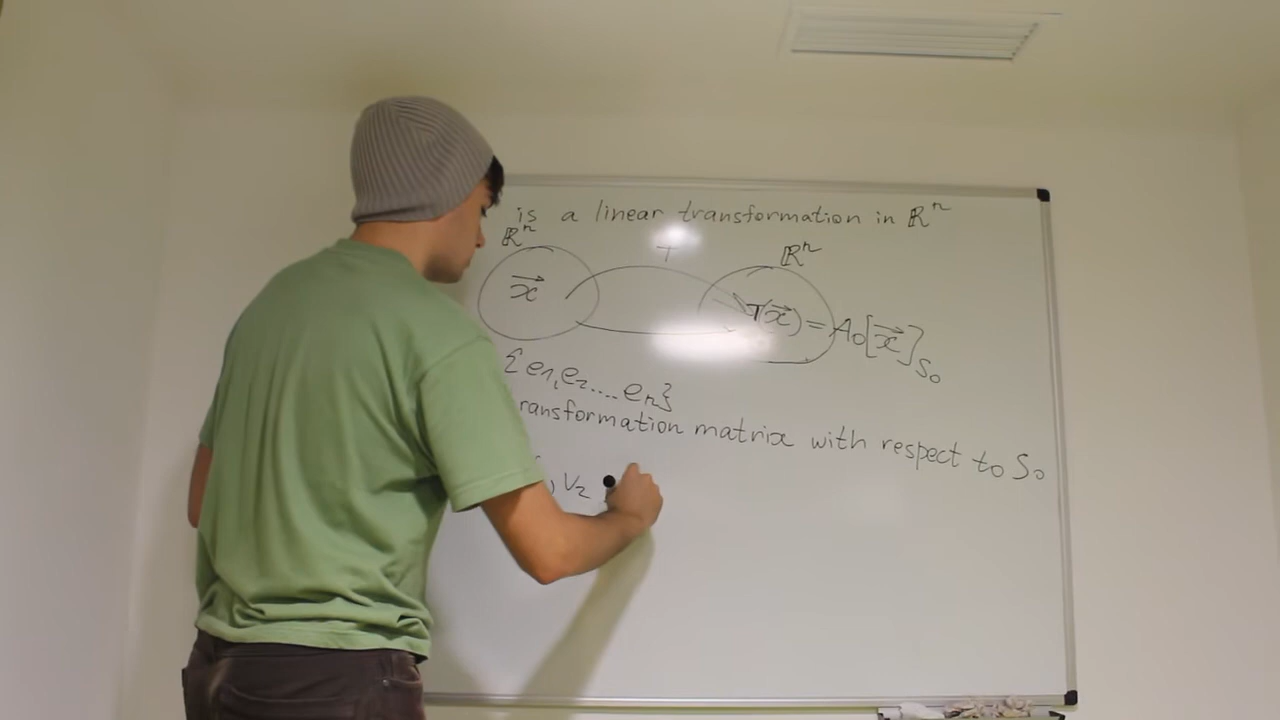 is a linear transformation in ℝⁿ
ℝⁿ T ℝⁿ
x⃗ T(x⃗) = A₀[x⃗]S₀
{e₁,e₂....eₙ}
ransformation matrix with respect to S₀
, v₂